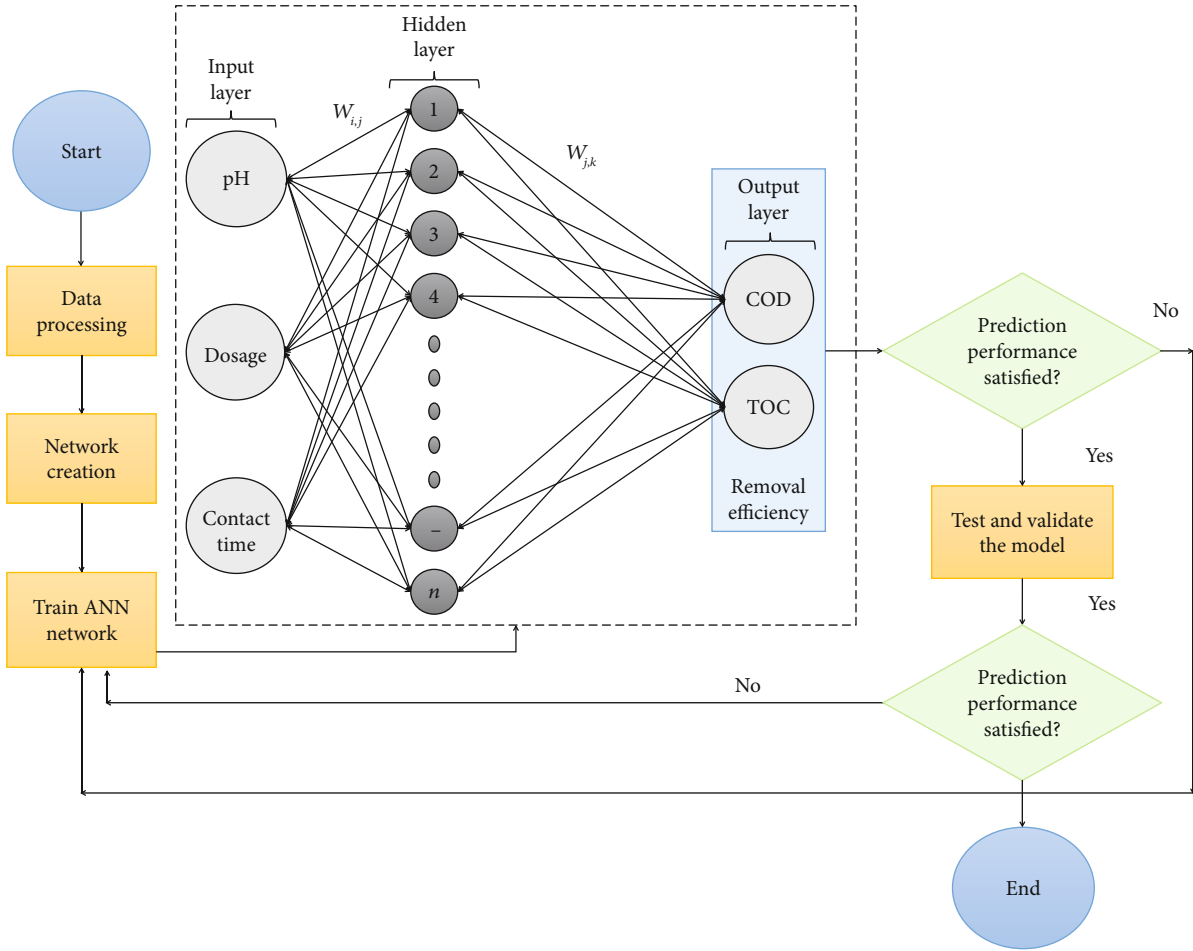 Start
Data
processing
Network
creation
Train ANN
network
Input
layer
pH
Dosage
Contact
time
W_{i,j}
Hidden
layer
1
2
3
4
–
n
W_{j,k}
Output
layer
COD
TOC
Removal
efficiency
Prediction
performance
satisfied?
No
Yes
Test and validate
the model
Yes
Prediction
performance
satisfied?
No
End